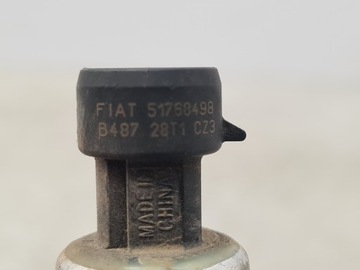 FIAT 51768498
B487 28T1 CZ3
MADE IN
CHINA